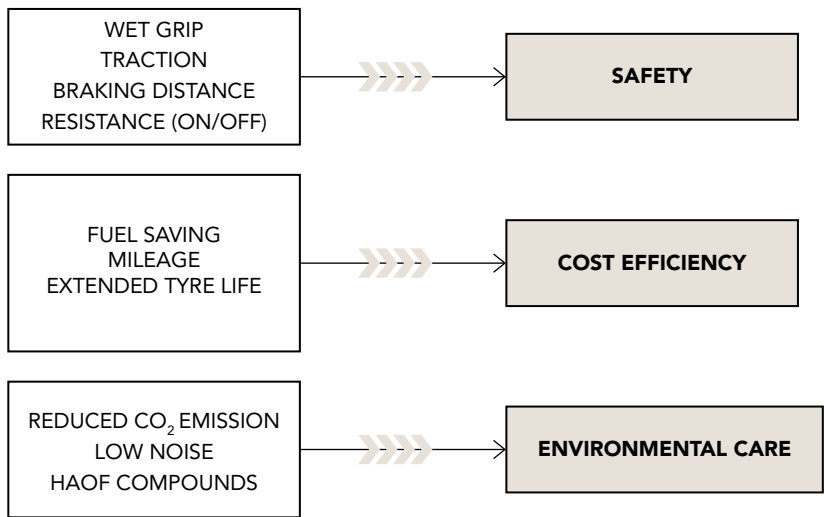 WET GRIP
TRACTION
BRAKING DISTANCE
RESISTANCE (ON/OFF)
SAFETY
FUEL SAVING
MILEAGE
EXTENDED TYRE LIFE
COST EFFICIENCY
REDUCED CO₂ EMISSION
LOW NOISE
HAOF COMPOUNDS
ENVIRONMENTAL CARE